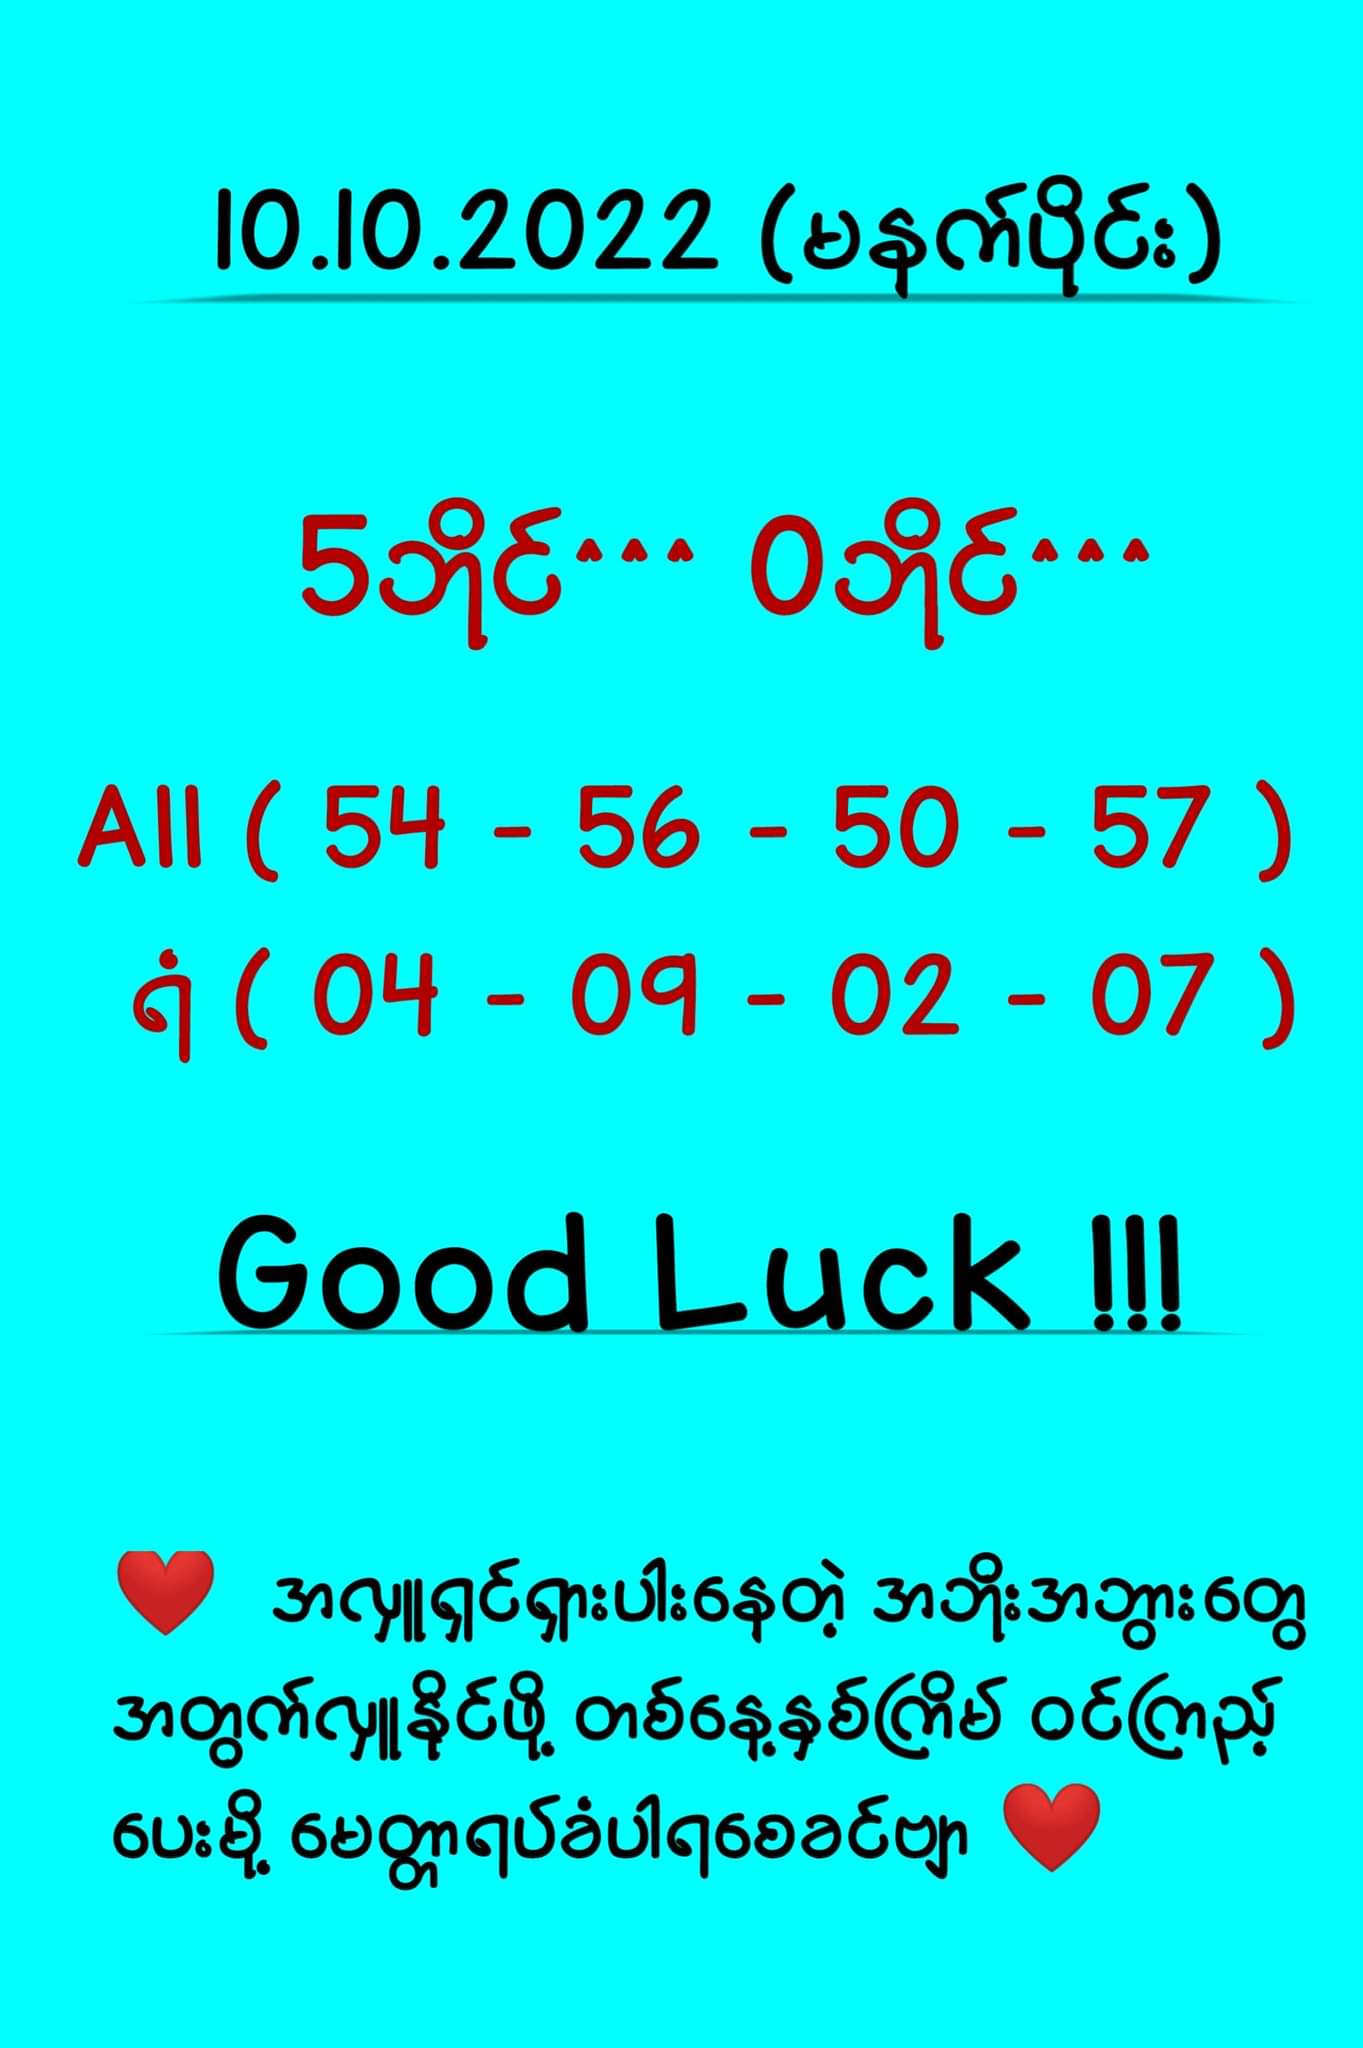 10.10.2022 (မနက်ပိုင်း)
5ဘိုင်^^^ 0ဘိုင်^^^
All ( 54 - 56 - 50 - 57 )
ရံ ( 04 - 09 - 02 - 07 )
Good Luck !!!
❤️ အလှူရှင်ရှားပါးနေတဲ့ အဘိုးအဘွားတွေ
အတွက်လှူနိုင်ဖို့ တစ်နေ့နှစ်ကြိမ် ဝင်ကြည့်
ပေးဖို့ မေတ္တာရပ်ခံပါရစေခင်ဗျာ ❤️